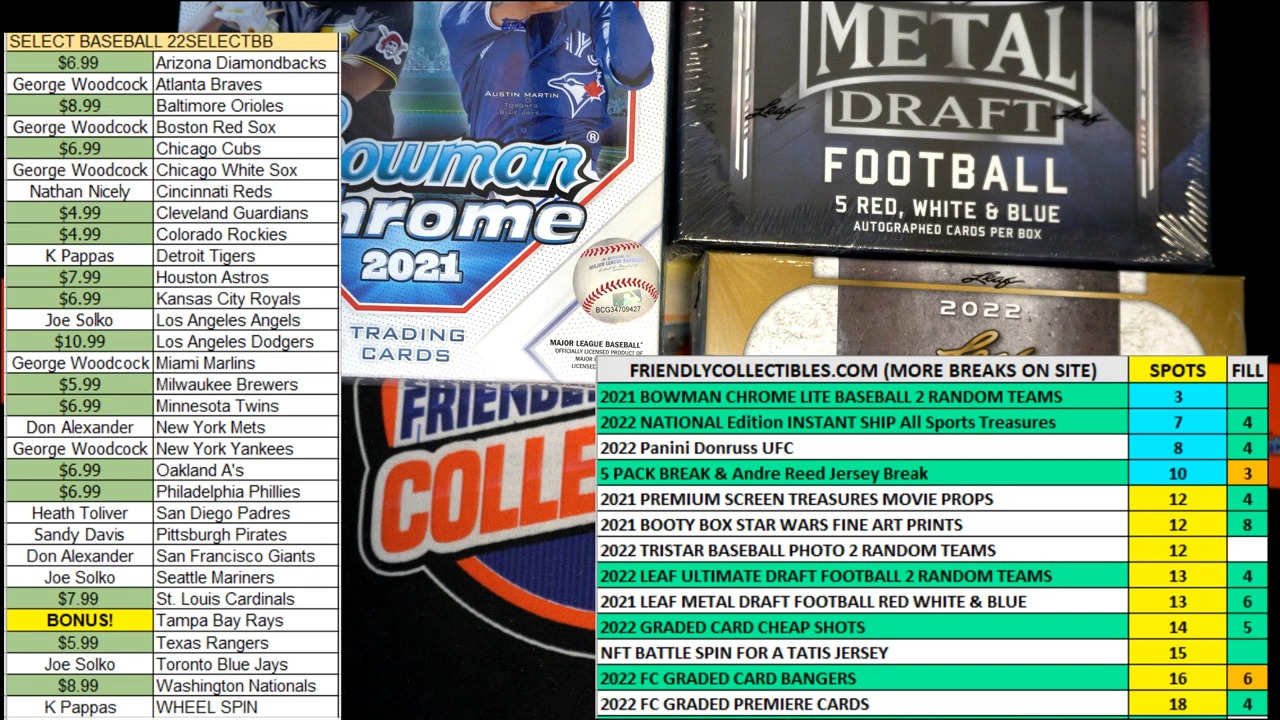 SELECT BASEBALL 22SELECTBB
$6.99 Arizona Diamondbacks
George Woodcock Atlanta Braves
$8.99 Baltimore Orioles
George Woodcock Boston Red Sox
$6.99 Chicago Cubs
George Woodcock Chicago White Sox
Nathan Nicely Cincinnati Reds
$4.99 Cleveland Guardians
$4.99 Colorado Rockies
K Pappas Detroit Tigers
$7.99 Houston Astros
$6.99 Kansas City Royals
Joe Solko Los Angeles Angels
$10.99 Los Angeles Dodgers
George Woodcock Miami Marlins
$5.99 Milwaukee Brewers
$6.99 Minnesota Twins
Don Alexander New York Mets
George Woodcock New York Yankees
$6.99 Oakland A's
$6.99 Philadelphia Phillies
Heath Toliver San Diego Padres
Sandy Davis Pittsburgh Pirates
Don Alexander San Francisco Giants
Joe Solko Seattle Mariners
$7.99 St. Louis Cardinals
BONUS! Tampa Bay Rays
$5.99 Texas Rangers
Joe Solko Toronto Blue Jays
$8.99 Washington Nationals
K Pappas WHEEL SPIN
AUSTIN MARTIN
TORONTO
BLUE JAYS
owman ®
hrome
2021
TRADING
CARDS
BCG34709427
MAJOR LEAGUE BASEBALL
OFFICIALLY LICENSED PRODUCT OF
MAJOR
LICENSED
METAL
DRAFT
Leaf Leaf
FOOTBALL
5 RED, WHITE & BLUE
AUTOGRAPHED CARDS PER BOX
Leaf
2022
Leaf
FRIENDL
COLLE
FRIENDLYCOLLECTIBLES.COM (MORE BREAKS ON SITE) SPOTS FILL
2021 BOWMAN CHROME LITE BASEBALL 2 RANDOM TEAMS 3
2022 NATIONAL Edition INSTANT SHIP All Sports Treasures 7 4
2022 Panini Donruss UFC 8 4
5 PACK BREAK & Andre Reed Jersey Break 10 3
2021 PREMIUM SCREEN TREASURES MOVIE PROPS 12 4
2021 BOOTY BOX STAR WARS FINE ART PRINTS 12 8
2022 TRISTAR BASEBALL PHOTO 2 RANDOM TEAMS 12
2022 LEAF ULTIMATE DRAFT FOOTBALL 2 RANDOM TEAMS 13 4
2021 LEAF METAL DRAFT FOOTBALL RED WHITE & BLUE 13 6
2022 GRADED CARD CHEAP SHOTS 14 5
NFT BATTLE SPIN FOR A TATIS JERSEY 15
2022 FC GRADED CARD BANGERS 16 6
2022 FC GRADED PREMIERE CARDS 18 4